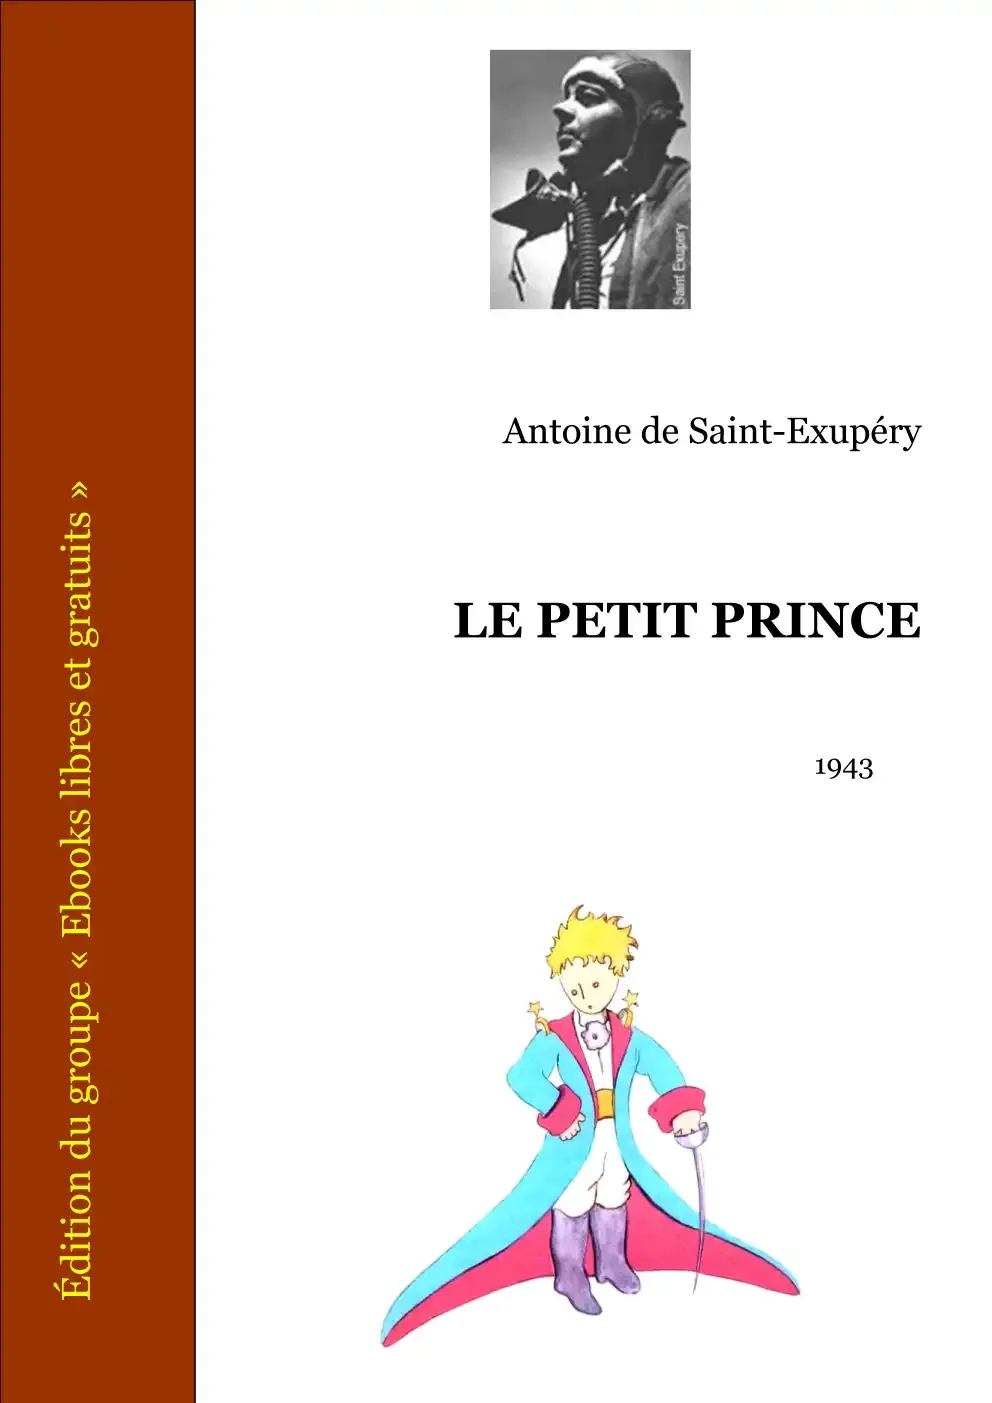 Saint Exupery
Antoine de Saint-Exupéry
LE PETIT PRINCE
1943
Édition du groupe « Ebooks libres et gratuits »